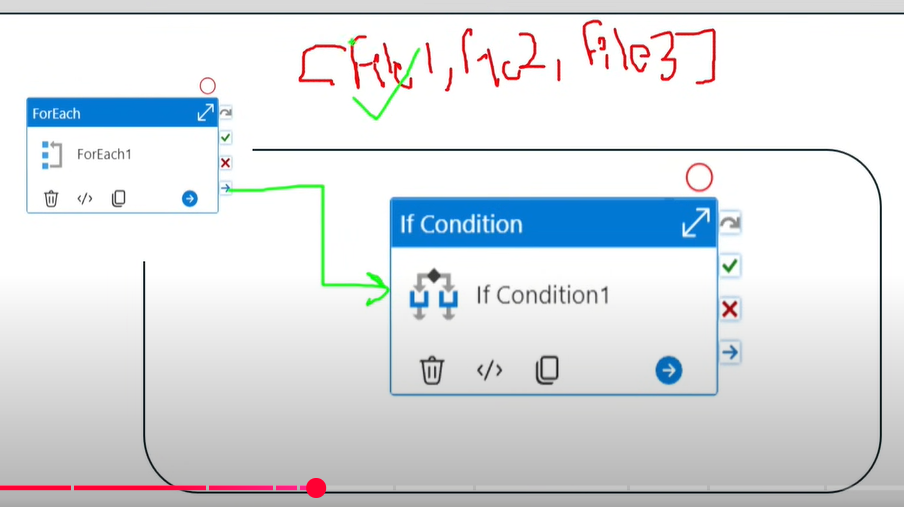 [File1, File2, File3]
ForEach
ForEach1
</>
If Condition
If Condition1
</>